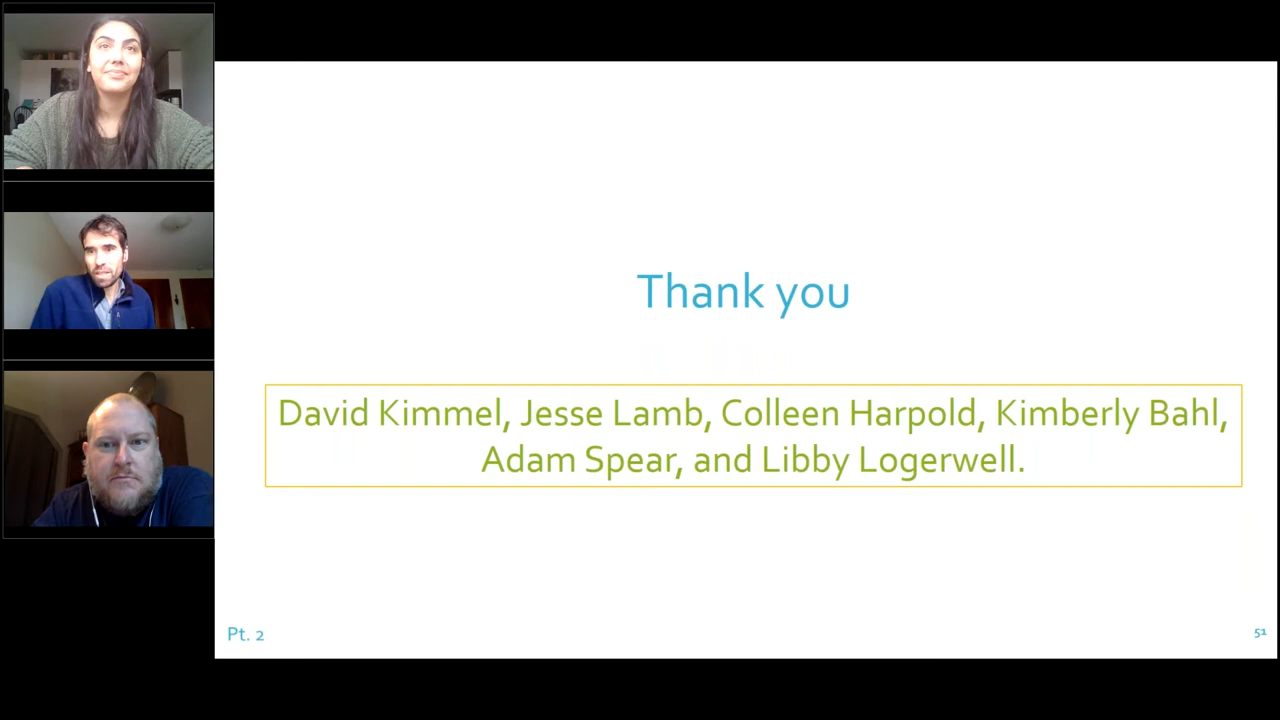 Thank you
David Kimmel, Jesse Lamb, Colleen Harpold, Kimberly Bahl,
Adam Spear, and Libby Logerwell.
Pt. 2
51